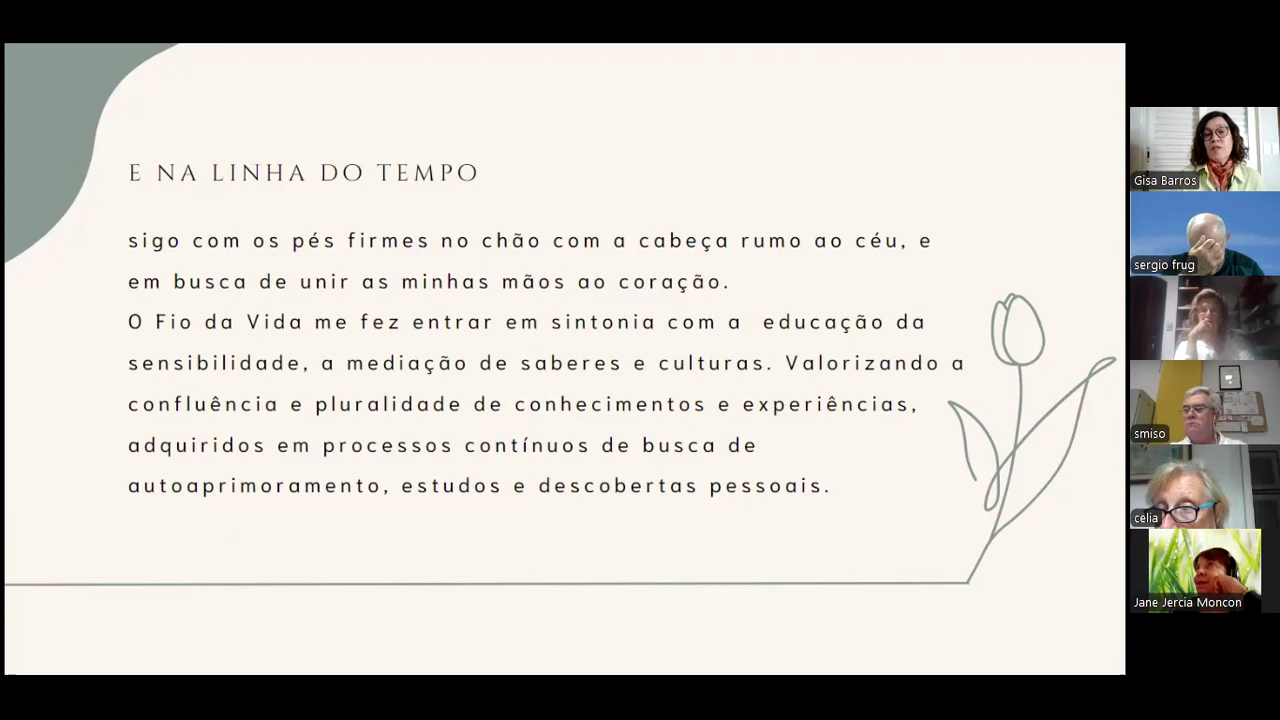 E NA LINHA DO TEMPO
sigo com os pés firmes no chão com a cabeça rumo ao céu, e
em busca de unir as minhas mãos ao coração.
O Fio da Vida me fez entrar em sintonia com a  educação da
sensibilidade, a mediação de saberes e culturas. Valorizando a
confluência e pluralidade de conhecimentos e experiências,
adquiridos em processos contínuos de busca de
autoaprimoramento, estudos e descobertas pessoais.
Gisa Barros
sergio frug
smiso
celia
Jane Jercia Moncon